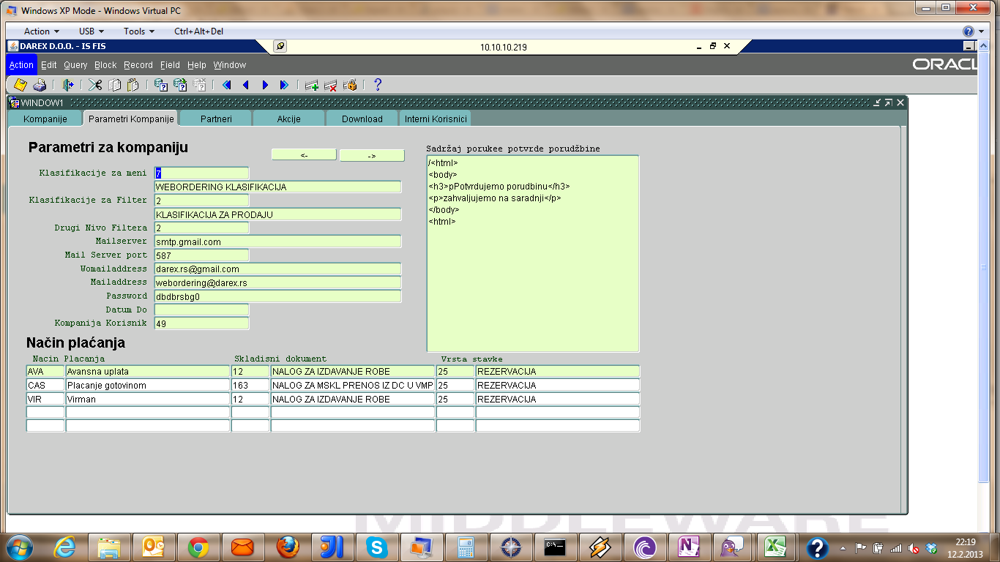 Windows XP Mode - Windows Virtual PC
Action USB Tools Ctrl+Alt+Del
DAREX D.O.O. - IS FIS 10.10.10.219
Action Edit Query Block Record Field Help Window ORACL
WINDOW1
Kompanije Parametri Kompanije Partneri Akcije Download Interni Korisnici
Parametri za kompaniju
<- ->
Klasifikacije za meni 7
WEBORDERING KLASIFIKACIJA
Klasifikacije za Filter 2
KLASIFIKACIJA ZA PRODAJU
Drugi Nivo Filtera 2
Mailserver smtp.gmail.com
Mail Server port 587
Womailaddress darex.rs@gmail.com
Mailaddress webordering@darex.rs
Password dbdbrsbg0
Datum Do
Kompanija Korisnik 49
Sadržaj porukee potvrde porudžbine
/<html>
<body>
<h3>pPotvrdujemo porudbinu</h3>
<p>zahvaljujemo na saradnji</p>
</body>
<html>
Način plaćanja
Nacin Placanja Skladisni dokument Vrsta stavke
AVA Avansna uplata 12 NALOG ZA IZDAVANJE ROBE 25 REZERVACIJA
CAS Placanje gotovinom 163 NALOG ZA MSKL PRENOS IZ DC U VMP 25 REZERVACIJA
VIR Virman 12 NALOG ZA IZDAVANJE ROBE 25 REZERVACIJA
MIDDLEWARE
22:19
12.2.2013